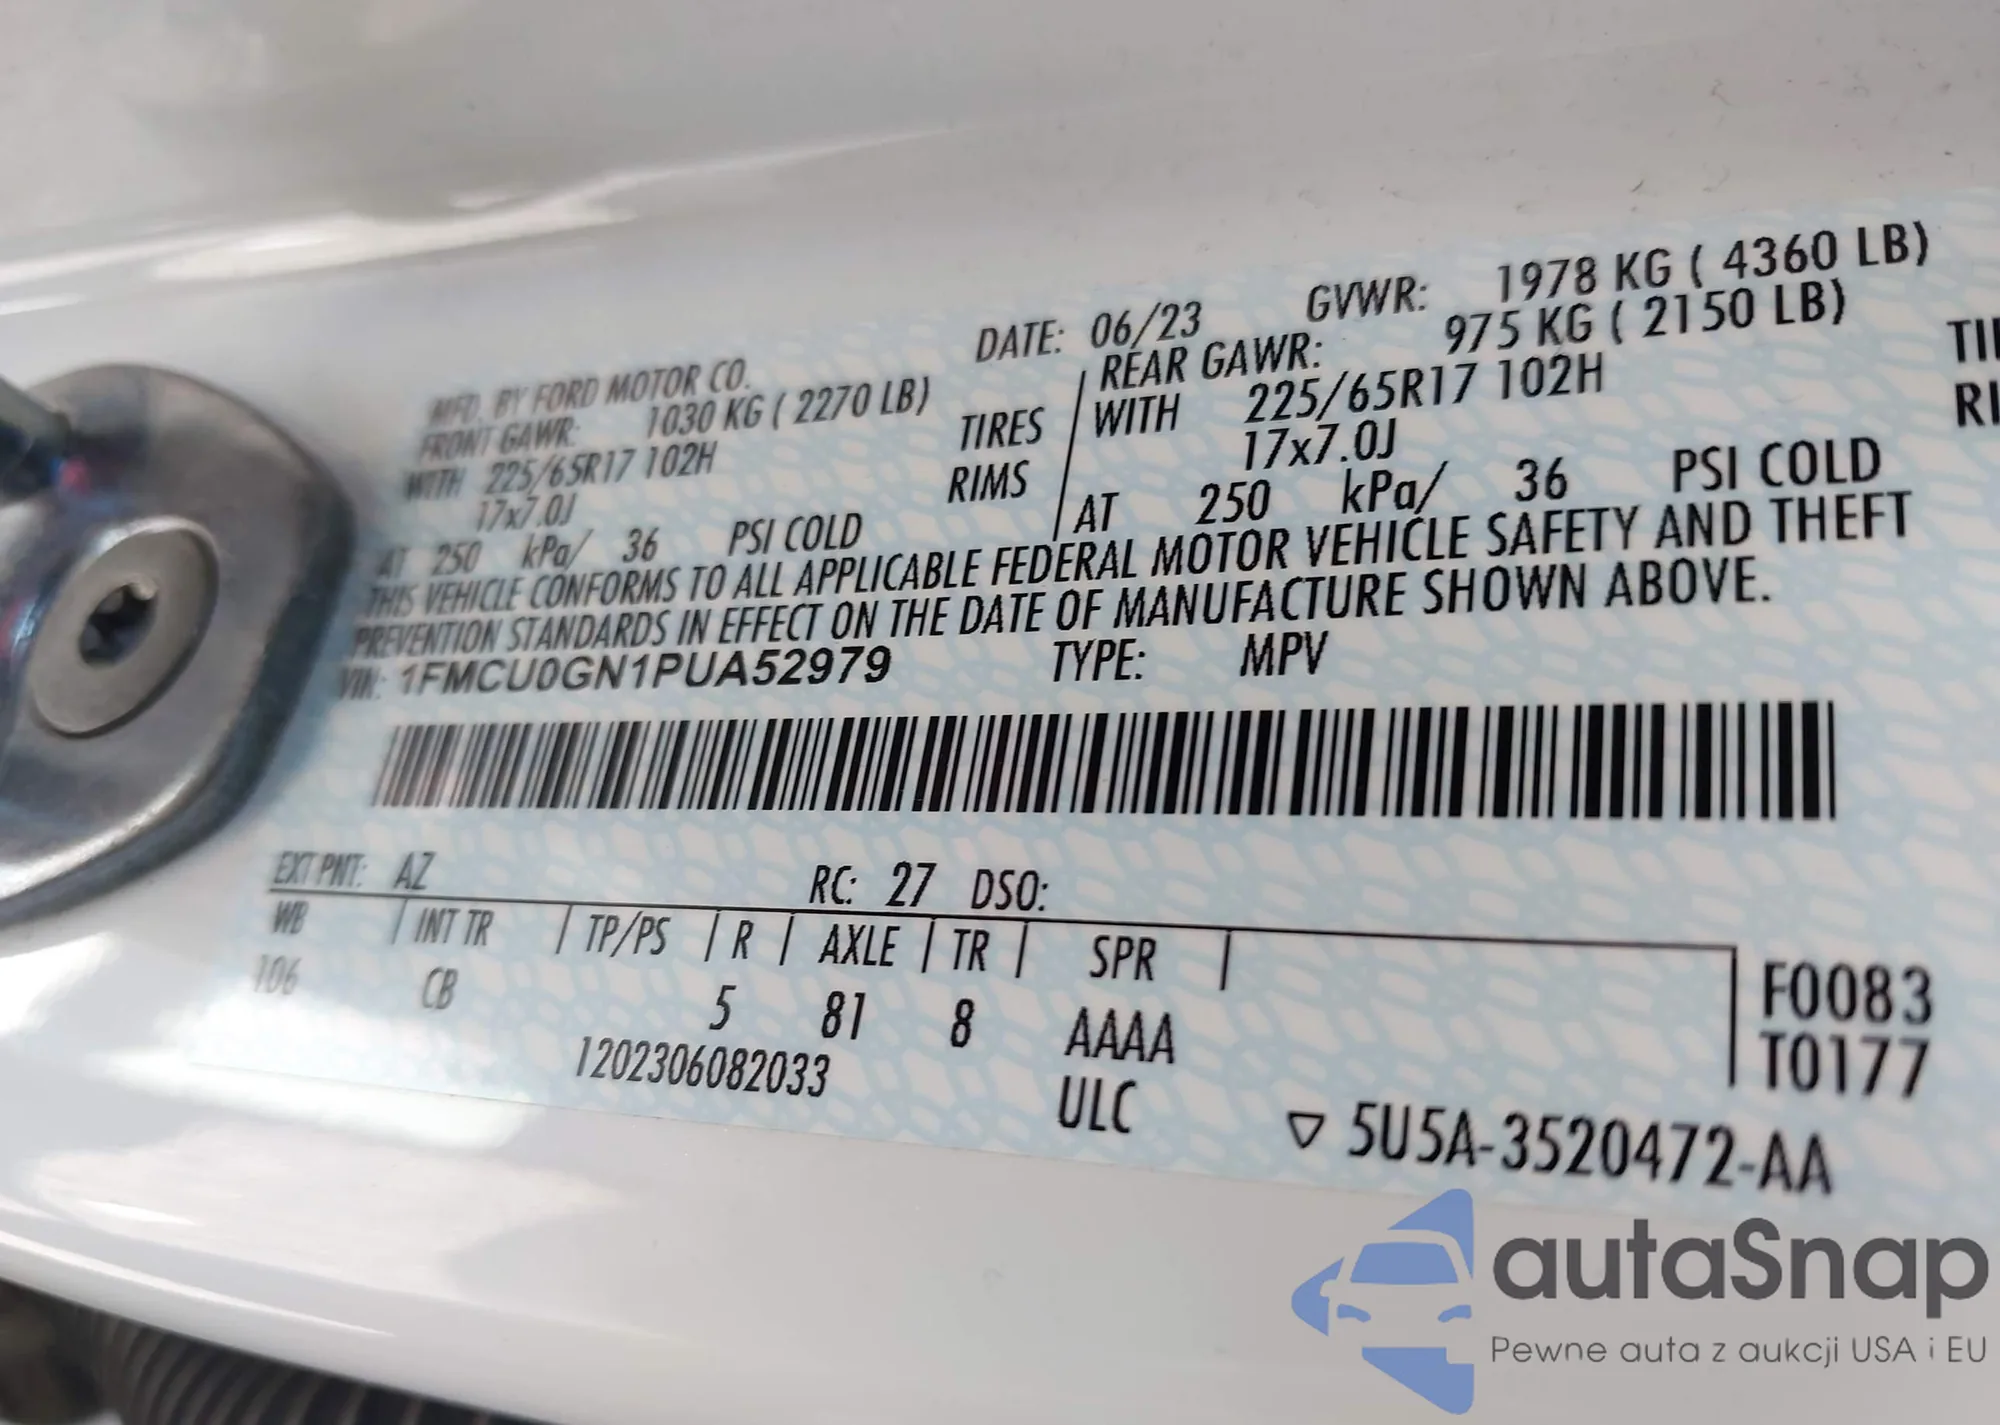 MFD. BY FORD MOTOR CO.
DATE: 06/23
GVWR: 1978 KG ( 4360 LB)
FRONT GAWR: 1030 KG ( 2270 LB)
REAR GAWR: 975 KG ( 2150 LB)
WITH 225/65R17 102H TIRES
WITH 225/65R17 102H
17x7.0J RIMS
17x7.0J
AT 250 kPa/ 36 PSI COLD
AT 250 kPa/ 36 PSI COLD
THIS VEHICLE CONFORMS TO ALL APPLICABLE FEDERAL MOTOR VEHICLE SAFETY AND THEFT
PREVENTION STANDARDS IN EFFECT ON THE DATE OF MANUFACTURE SHOWN ABOVE.
VIN: 1FMCU0GN1PUA52979 TYPE: MPV
EXT PNT: AZ RC: 27 DSO:
WB | INT TR | TP/PS | R | AXLE | TR | SPR |
106 CB 5 81 8 AAAA
F0083
T0177
1202306082033 ULC
▽ 5U5A-3520472-AA
autaSnap
Pewne auta z aukcji USA i EU